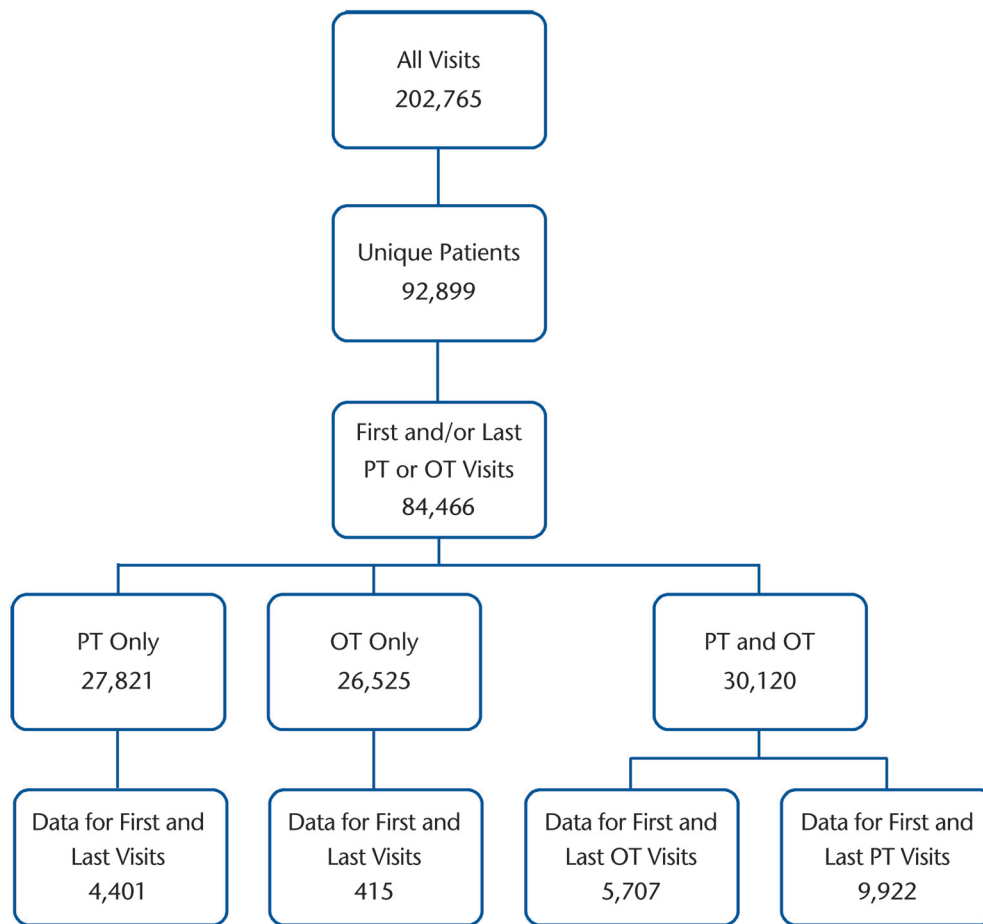 All Visits
202,765
Unique Patients
92,899
First and/or Last
PT or OT Visits
84,466
PT Only
27,821
OT Only
26,525
PT and OT
30,120
Data for First and
Last Visits
4,401
Data for First and
Last Visits
415
Data for First and
Last OT Visits
5,707
Data for First and
Last PT Visits
9,922